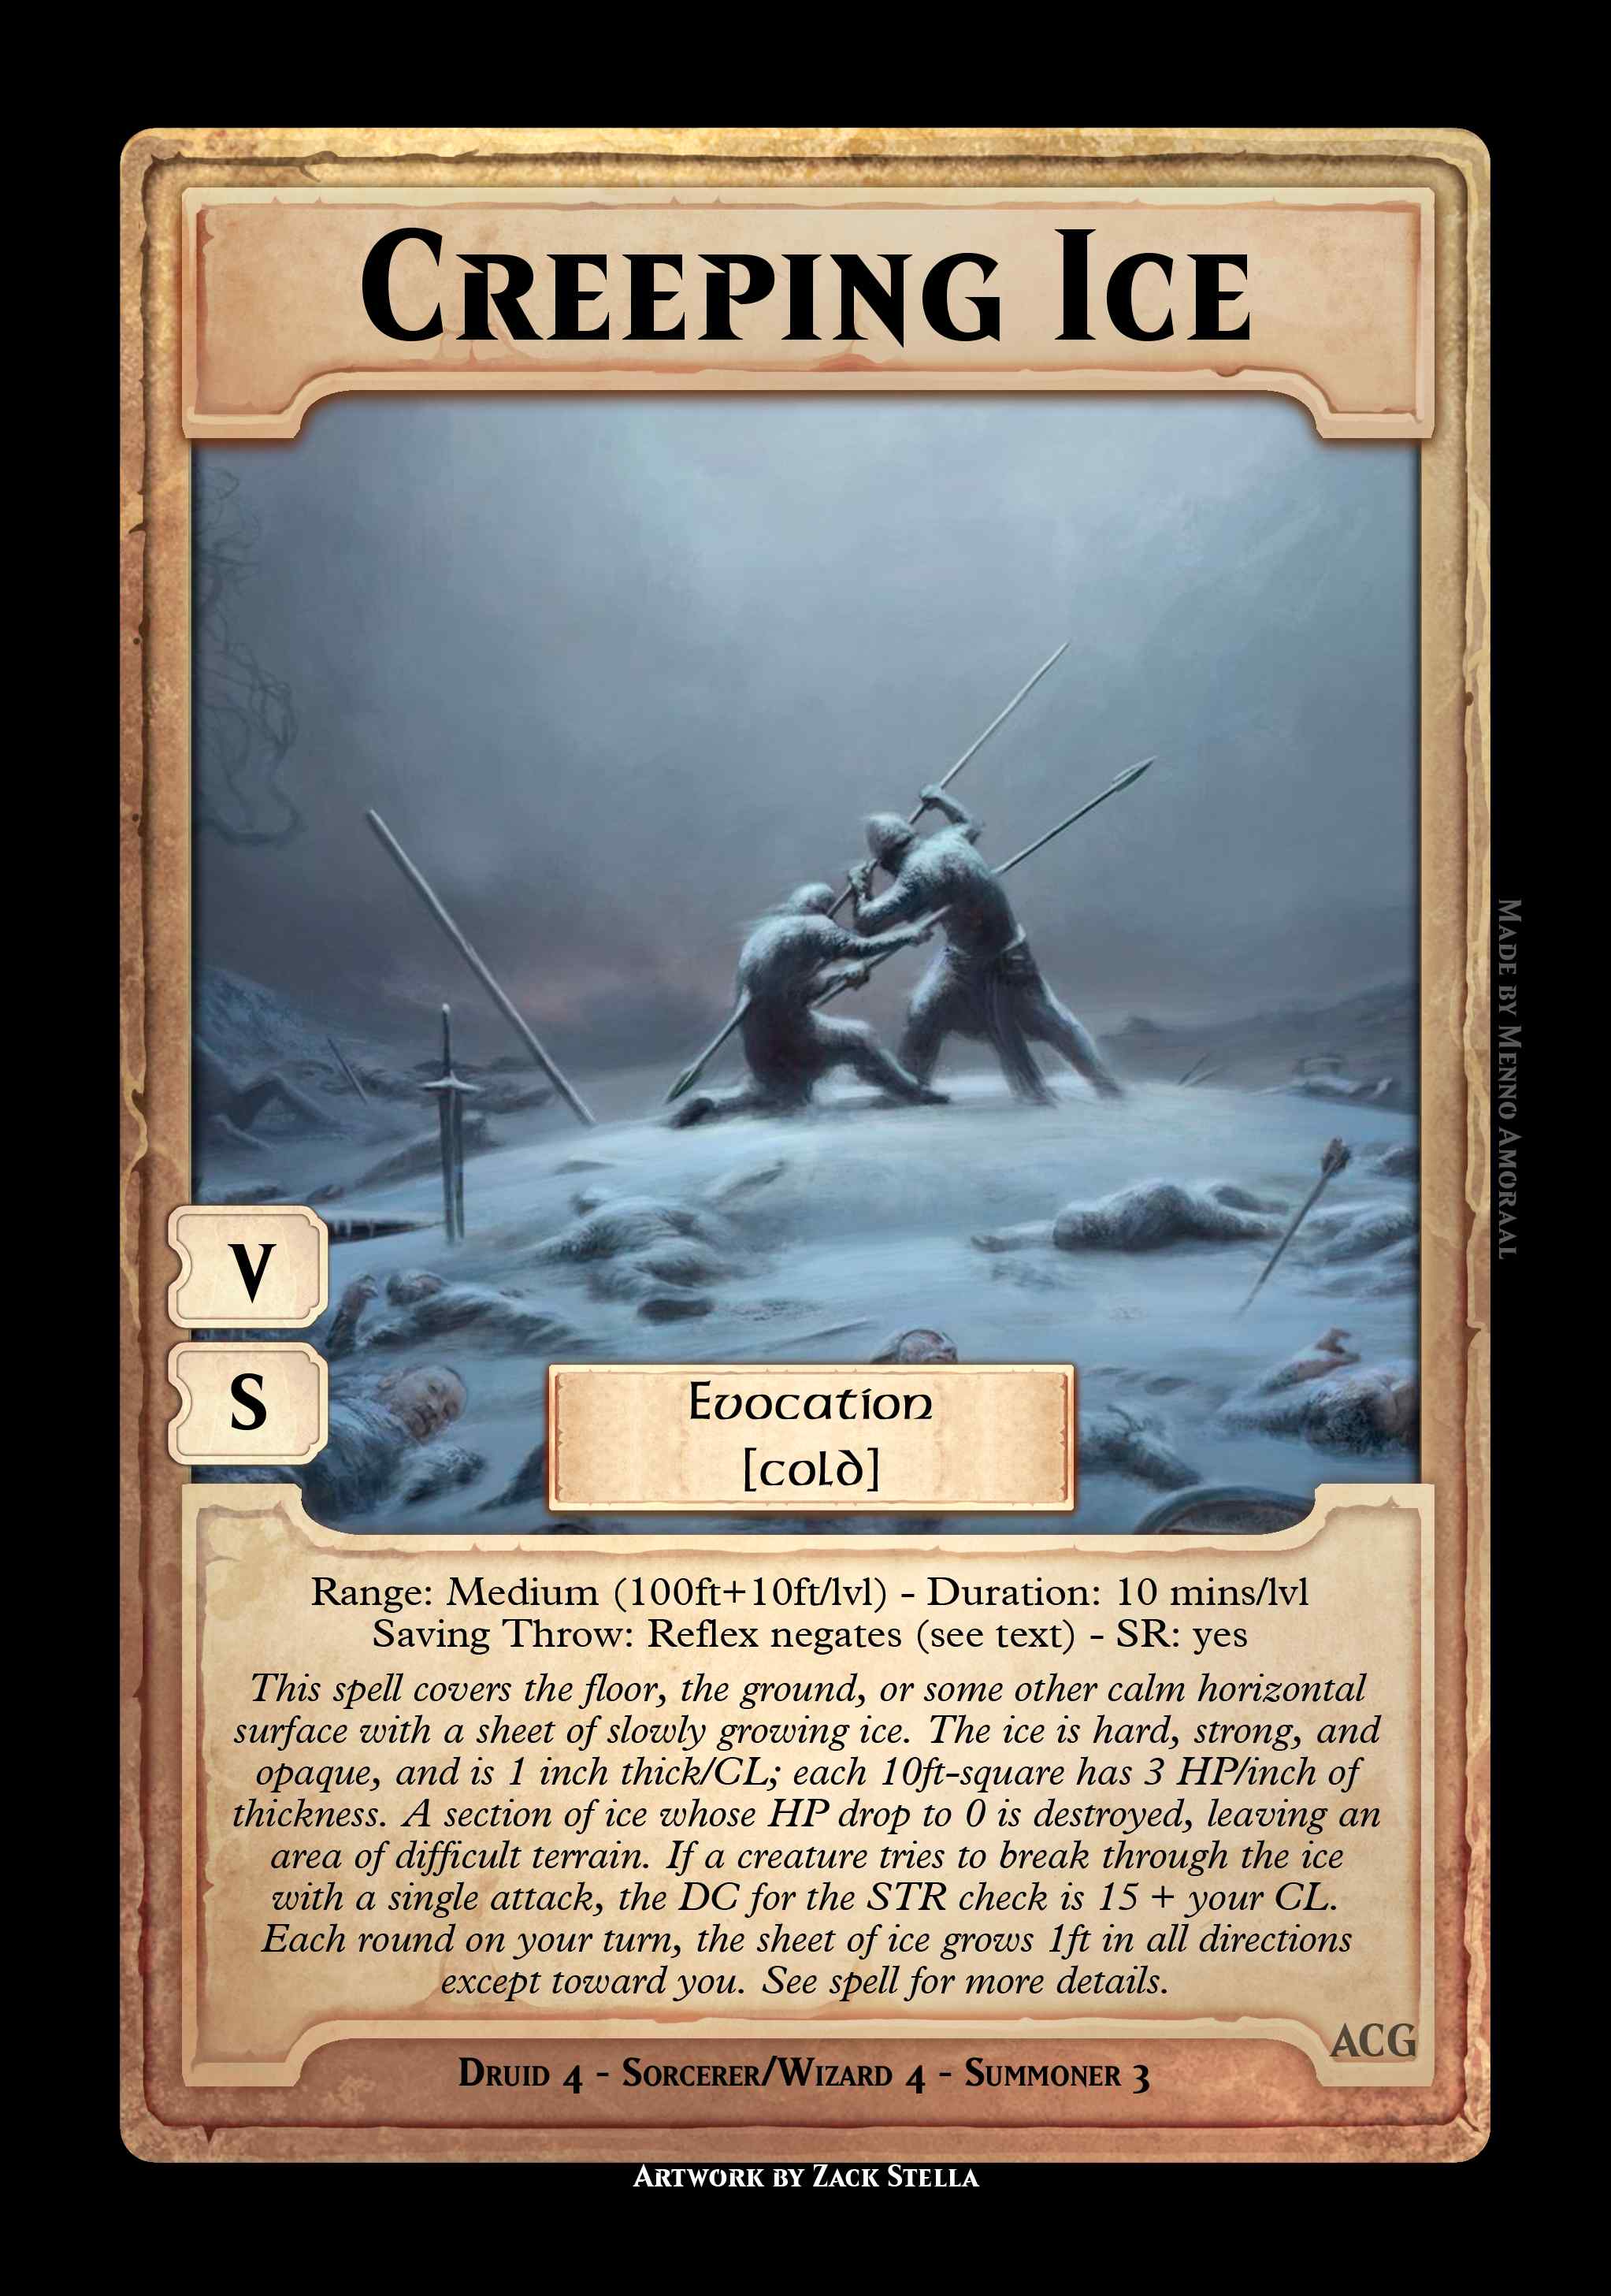 Creeping Ice
V
S
Evocation
[cold]
Range: Medium (100ft+10ft/lvl) - Duration: 10 mins/lvl
Saving Throw: Reflex negates (see text) - SR: yes
This spell covers the floor, the ground, or some other calm horizontal
surface with a sheet of slowly growing ice. The ice is hard, strong, and
opaque, and is 1 inch thick/CL; each 10ft-square has 3 HP/inch of
thickness. A section of ice whose HP drop to 0 is destroyed, leaving an
area of difficult terrain. If a creature tries to break through the ice
with a single attack, the DC for the STR check is 15 + your CL.
Each round on your turn, the sheet of ice grows 1ft in all directions
except toward you. See spell for more details.
ACG
Druid 4 - Sorcerer/Wizard 4 - Summoner 3
Artwork by Zack Stella
Made by Menno Amoraal